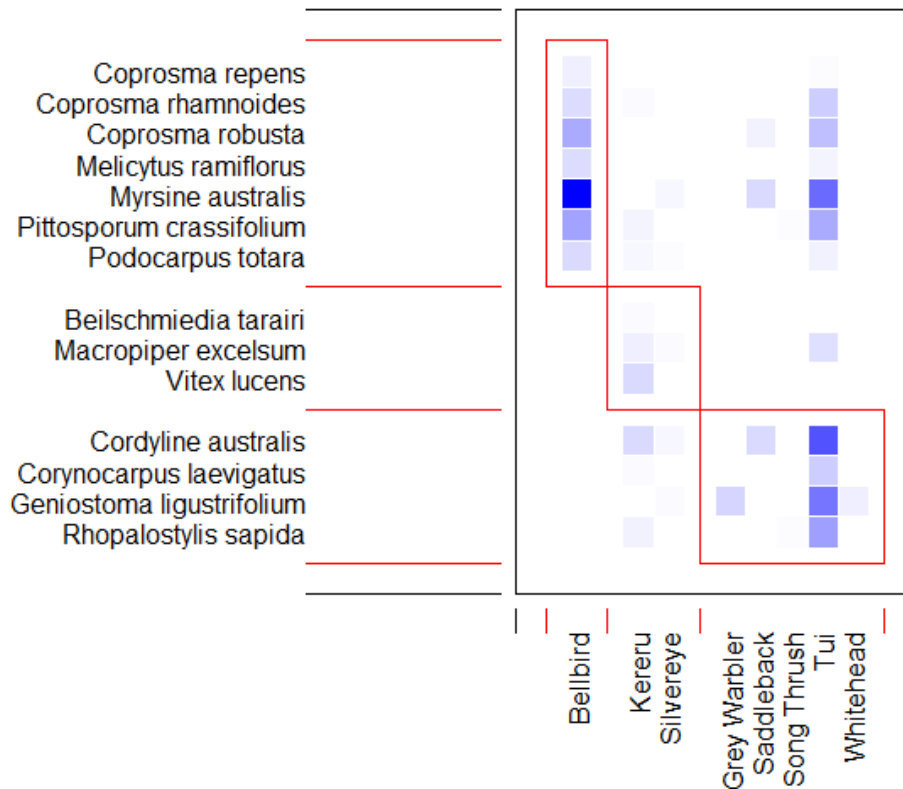 Coprosma repens
Coprosma rhamnoides
Coprosma robusta
Melicytus ramiflorus
Myrsine australis
Pittosporum crassifolium
Podocarpus totara
Beilschmiedia tarairi
Macropiper excelsum
Vitex lucens
Cordyline australis
Corynocarpus laevigatus
Geniostoma ligustrifolium
Rhopalostylis sapida
Bellbird
Kereru
Silvereye
Grey Warbler
Saddleback
Song Thrush
Tui
Whitehead